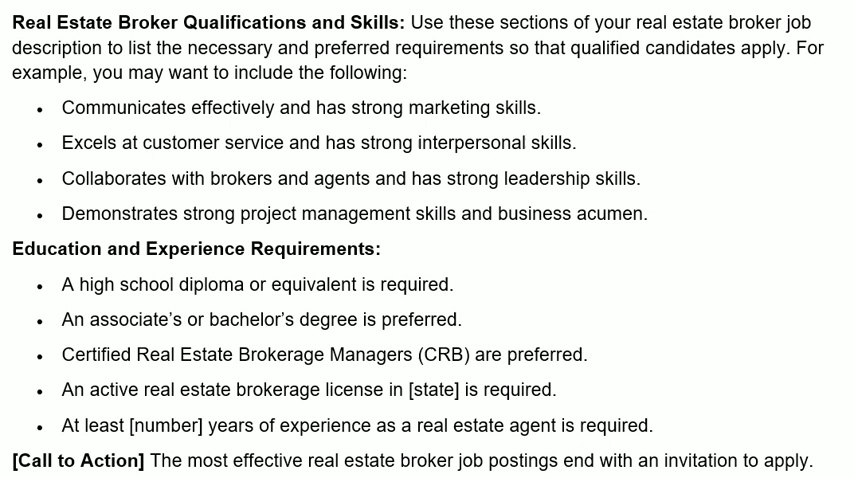 Real Estate Broker Qualifications and Skills: Use these sections of your real estate broker job
description to list the necessary and preferred requirements so that qualified candidates apply. For
example, you may want to include the following:
• Communicates effectively and has strong marketing skills.
• Excels at customer service and has strong interpersonal skills.
• Collaborates with brokers and agents and has strong leadership skills.
• Demonstrates strong project management skills and business acumen.
Education and Experience Requirements:
• A high school diploma or equivalent is required.
• An associate’s or bachelor’s degree is preferred.
• Certified Real Estate Brokerage Managers (CRB) are preferred.
• An active real estate brokerage license in [state] is required.
• At least [number] years of experience as a real estate agent is required.
[Call to Action] The most effective real estate broker job postings end with an invitation to apply.